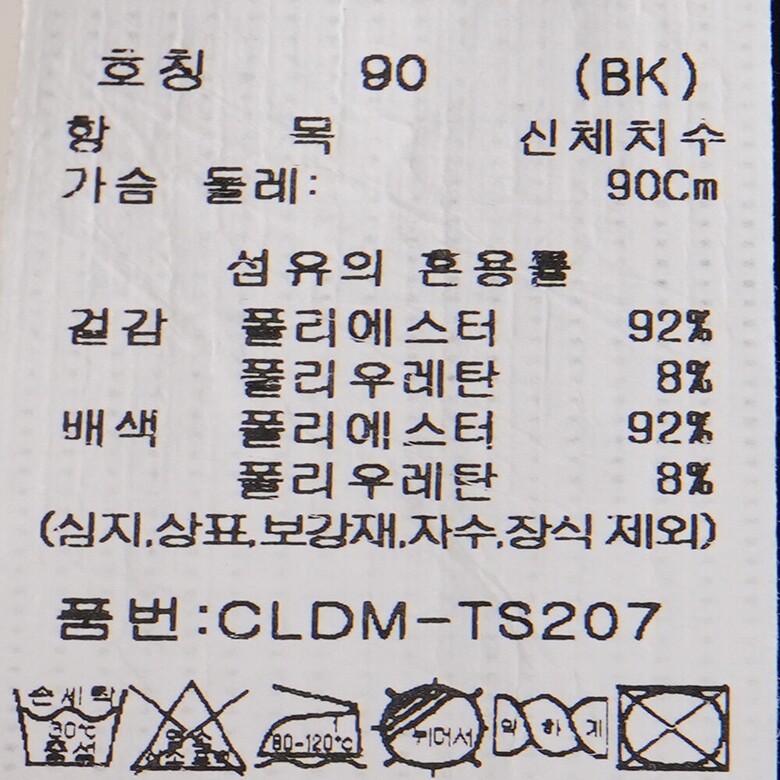 호칭 90 (BK)
항 목 신체치수
가슴 둘레: 90Cm
섬유의 혼용률
겉감 폴리에스터 92%
폴리우레탄 8%
배색 폴리에스터 92%
폴리우레탄 8%
(심지,상표,보강재,자수,장식 제외)
품번:CLDM-TS207
손세탁 30℃ 중성
80-120℃
뉘여서
약하게